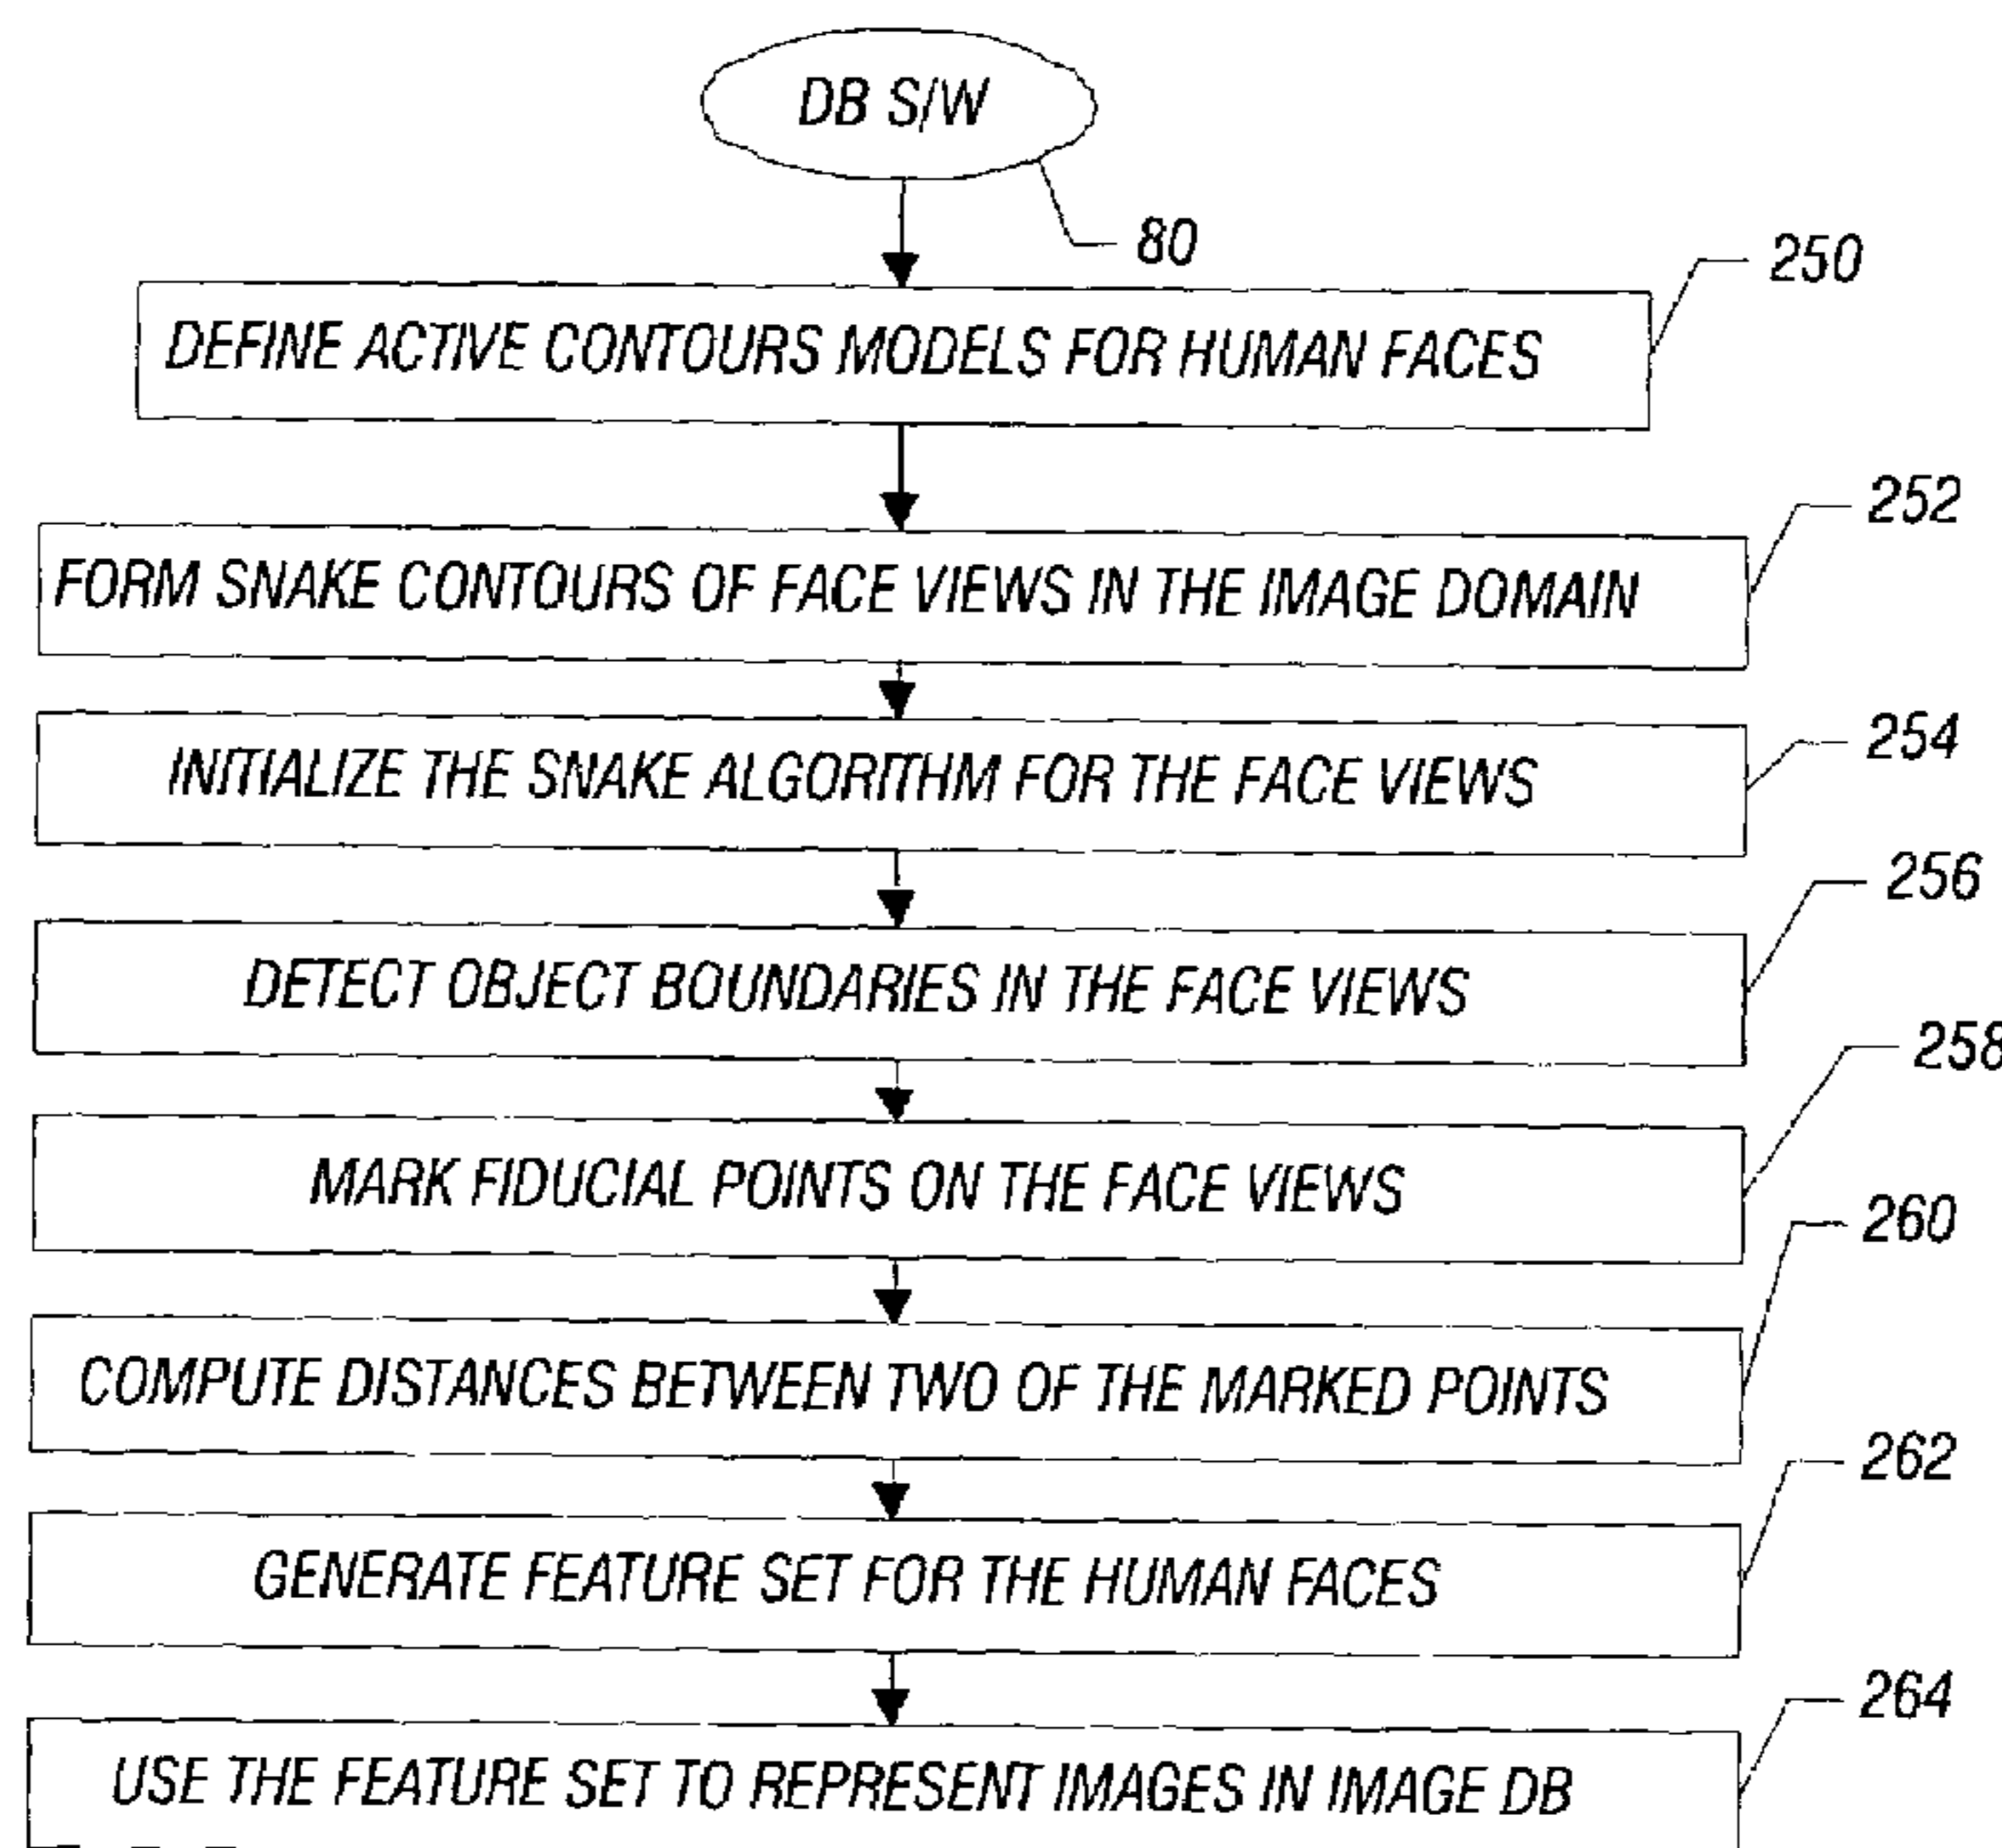 DB S/W
80
250
DEFINE ACTIVE CONTOURS MODELS FOR HUMAN FACES
252
FORM SNAKE CONTOURS OF FACE VIEWS IN THE IMAGE DOMAIN
254
INITIALIZE THE SNAKE ALGORITHM FOR THE FACE VIEWS
256
DETECT OBJECT BOUNDARIES IN THE FACE VIEWS
258
MARK FIDUCIAL POINTS ON THE FACE VIEWS
260
COMPUTE DISTANCES BETWEEN TWO OF THE MARKED POINTS
262
GENERATE FEATURE SET FOR THE HUMAN FACES
264
USE THE FEATURE SET TO REPRESENT IMAGES IN IMAGE DB